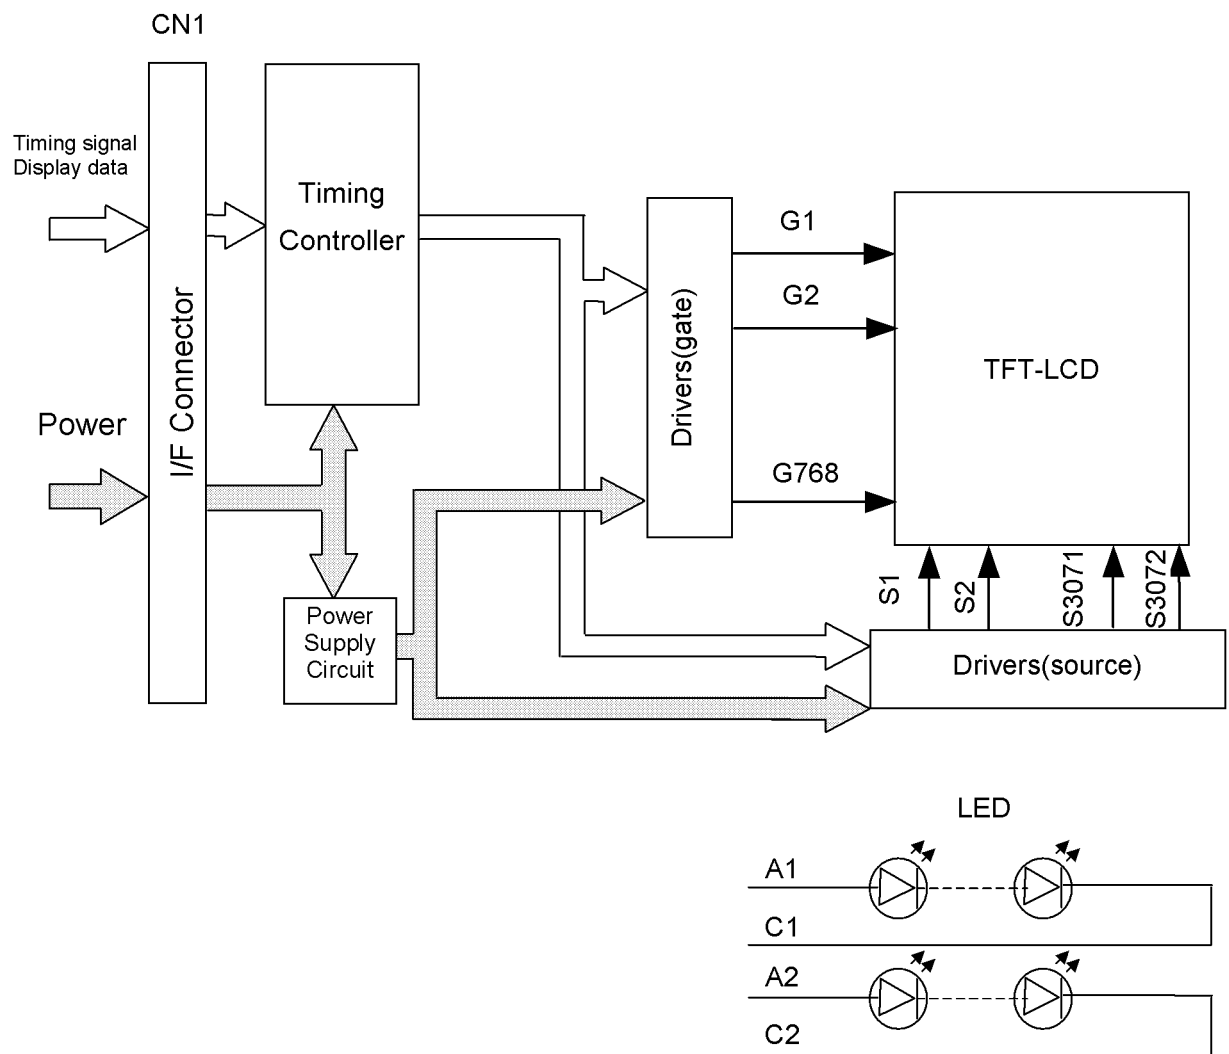 CN1
Timing signal
Display data
Timing
Controller
I/F Connector
Power
Drivers(gate)
G1
G2
G768
TFT-LCD
S1
S2
S3071
S3072
Power
Supply
Circuit
Drivers(source)
LED
A1
C1
A2
C2